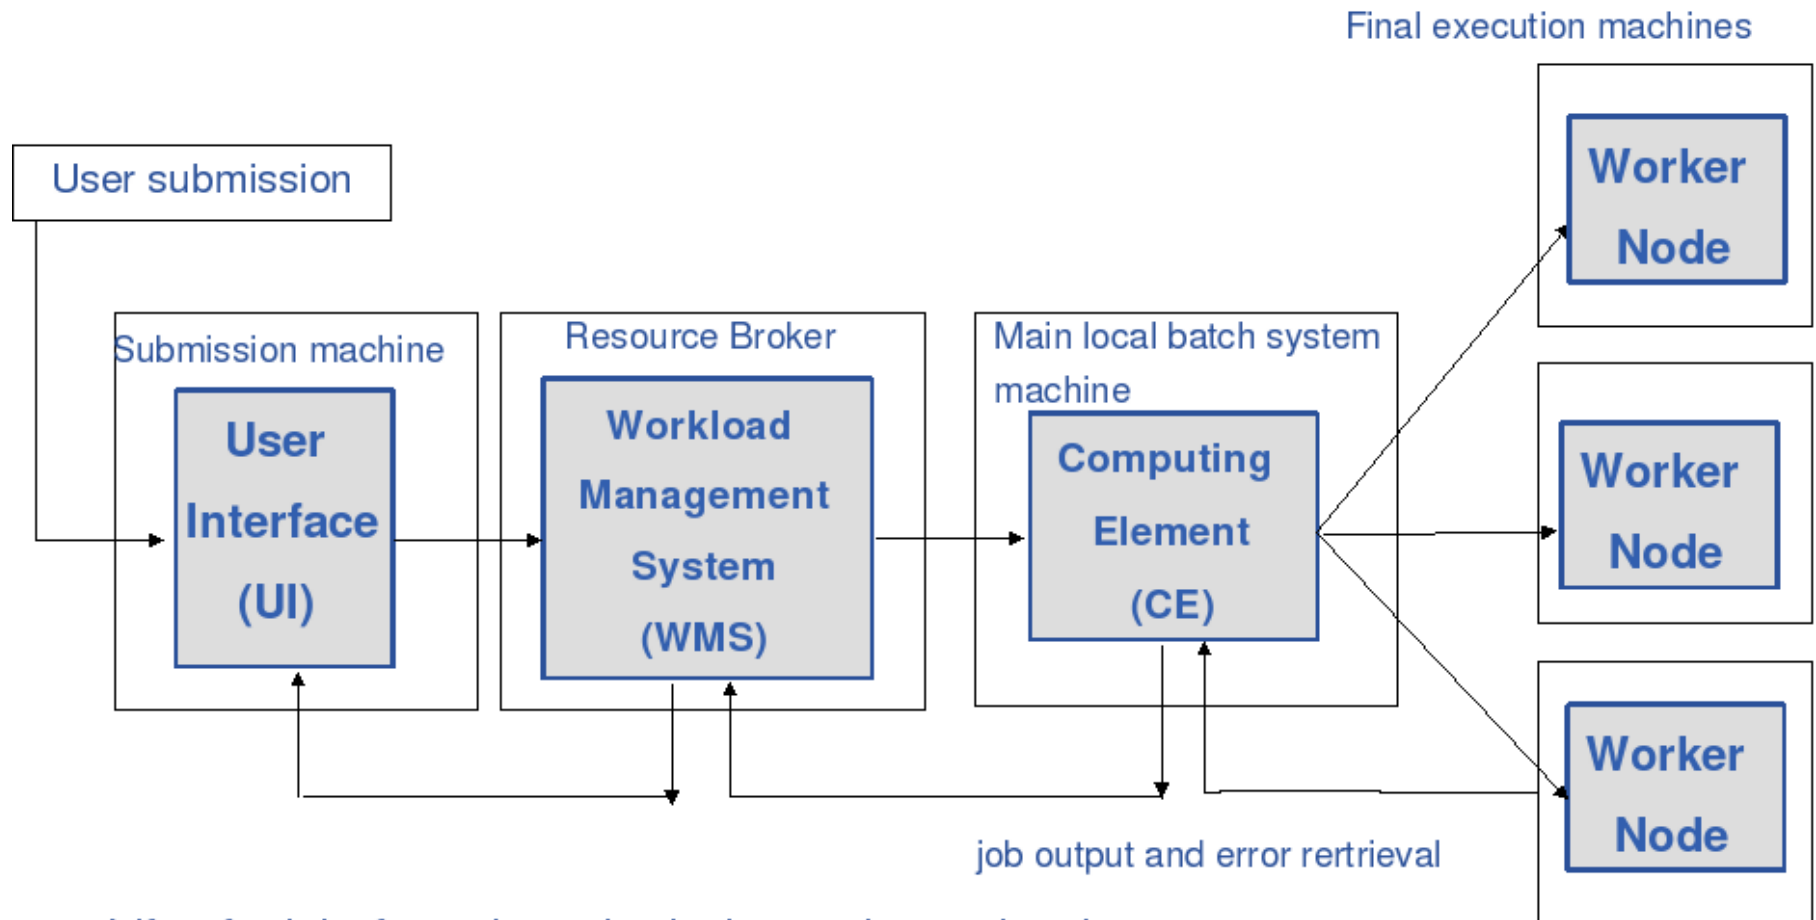 Final execution machines
User submission
Submission machine
User
Interface
(UI)
Resource Broker
Workload
Management
System
(WMS)
Main local batch system
machine
Computing
Element
(CE)
Worker
Node
Worker
Node
Worker
Node
job output and error rertrieval